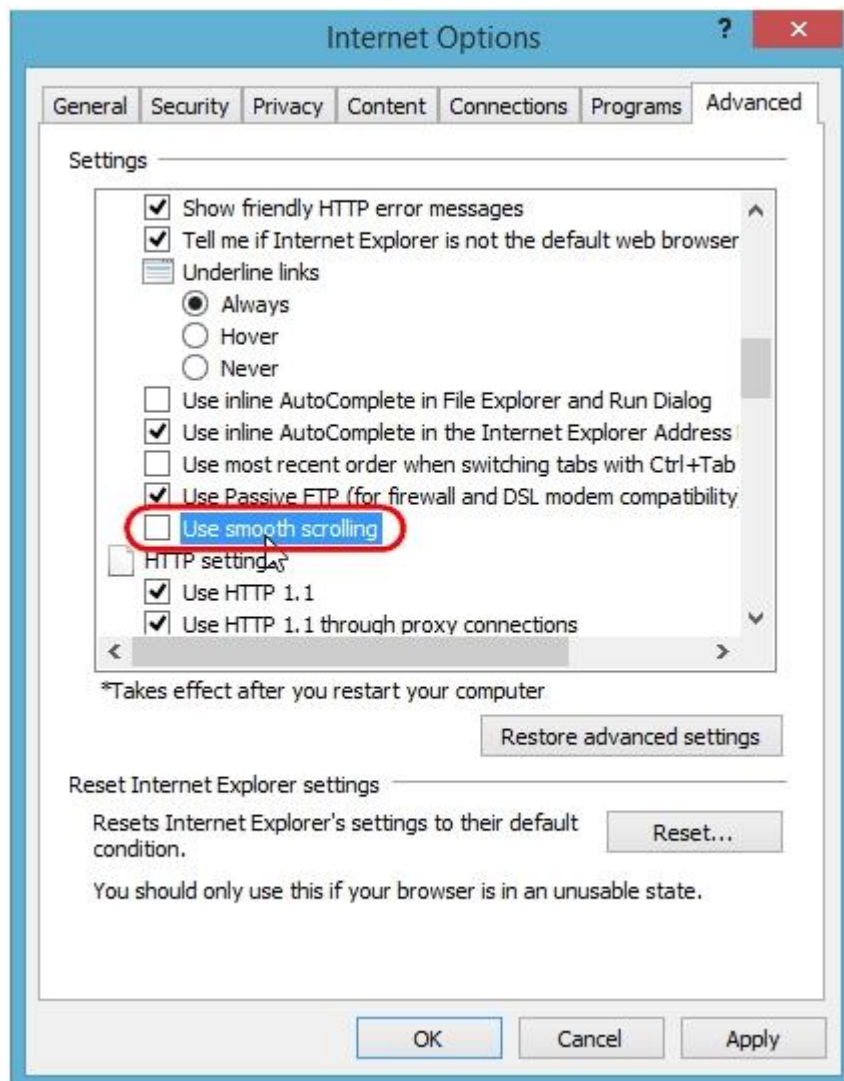 Internet Options
?
General Security Privacy Content Connections Programs Advanced
Settings
Show friendly HTTP error messages
Tell me if Internet Explorer is not the default web browser
Underline links
Always
Hover
Never
Use inline AutoComplete in File Explorer and Run Dialog
Use inline AutoComplete in the Internet Explorer Address
Use most recent order when switching tabs with Ctrl+Tab
Use Passive FTP (for firewall and DSL modem compatibility
Use smooth scrolling
HTTP settings
Use HTTP 1.1
Use HTTP 1.1 through proxy connections
*Takes effect after you restart your computer
Restore advanced settings
Reset Internet Explorer settings
Resets Internet Explorer's settings to their default
condition.
Reset...
You should only use this if your browser is in an unusable state.
OK Cancel Apply